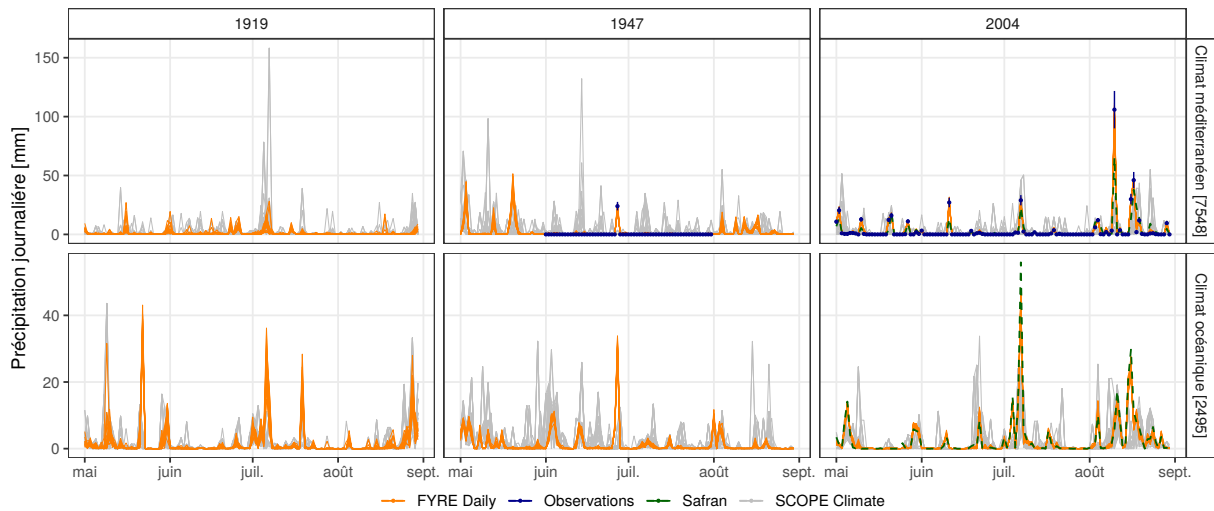 1919 1947 2004
Précipitation journalière [mm]
150
100
50
0
Climat méditerranéen [7548]
40
20
0
Climat océanique [2495]
mai juin juil. août sept. mai juin juil. août sept. mai juin juil. août sept.
FYRE Daily Observations Safran SCOPE Climate